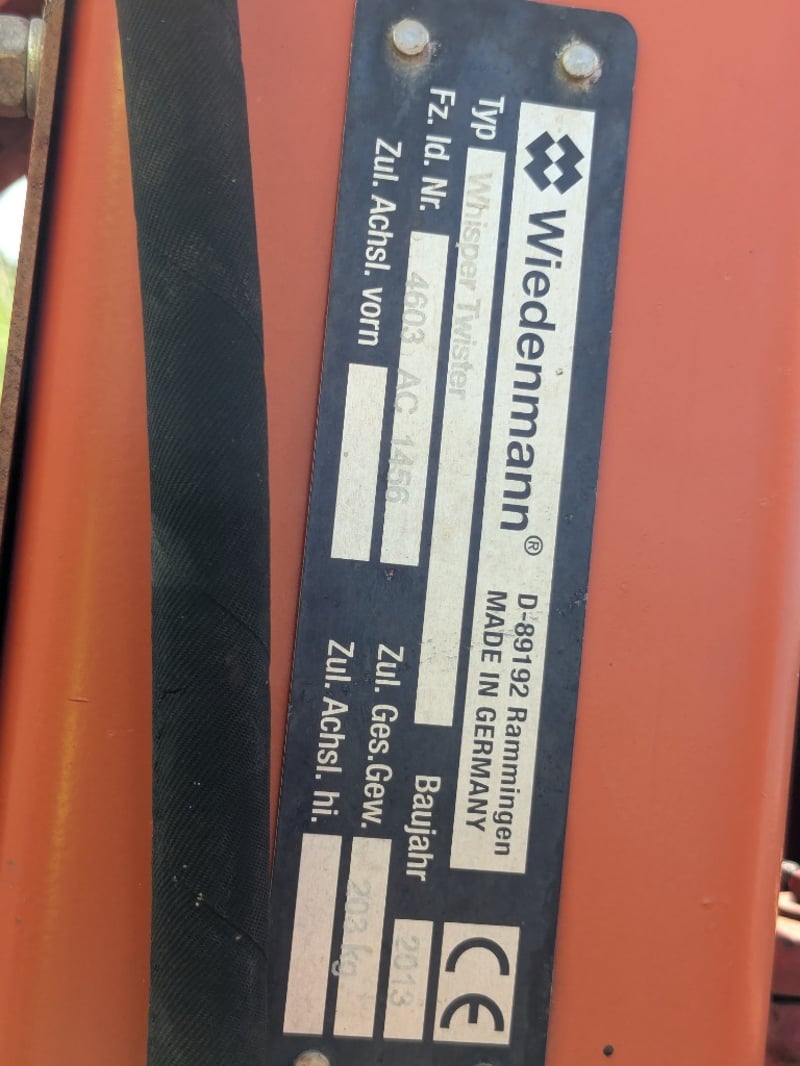 Wiedenmann® D-89192 Rammingen
MADE IN GERMANY
Typ Whisper Twister Baujahr 2013
Fz. Id. Nr. 4603 AC 1456 Zul. Ges.Gew. 203 kg
Zul. Achsl. vorn Zul. Achsl. hi.
CE